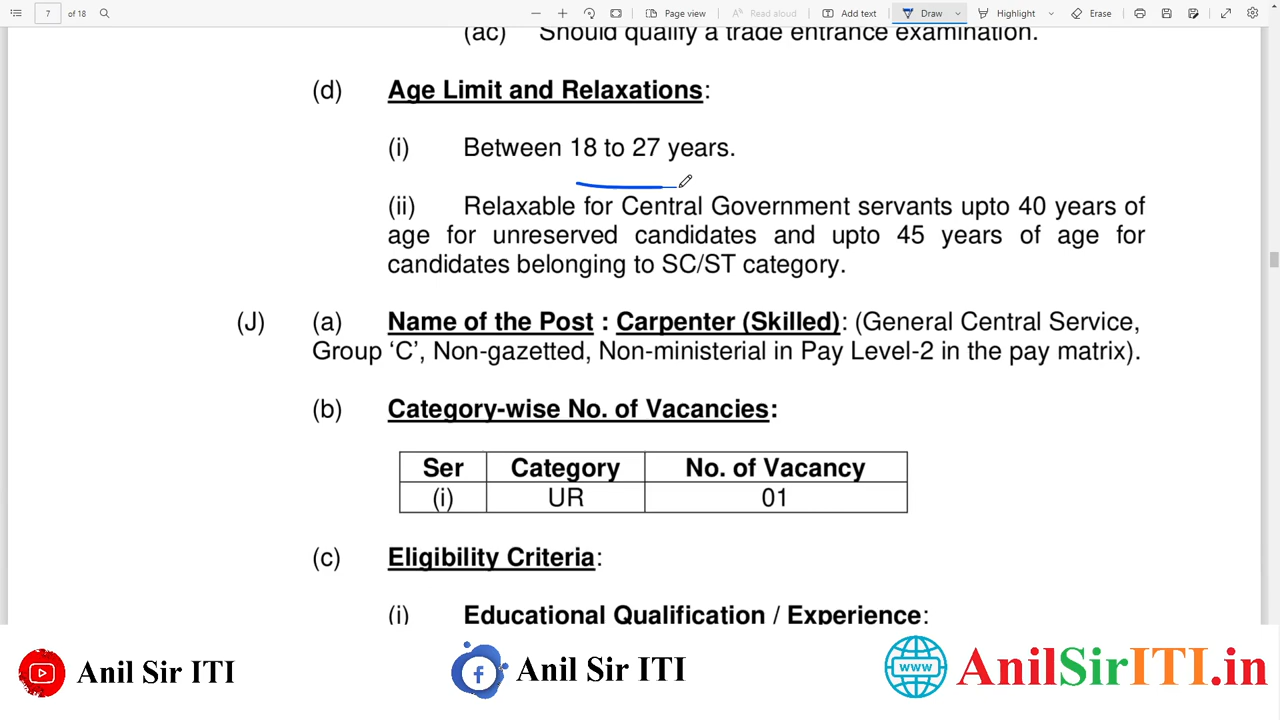 7 of 18 Page view Read aloud Add text Draw Highlight Erase
(ac) Should qualify a trade entrance examination.
(d) Age Limit and Relaxations:
(i) Between 18 to 27 years.
(ii) Relaxable for Central Government servants upto 40 years of
age for unreserved candidates and upto 45 years of age for
candidates belonging to SC/ST category.
(J) (a) Name of the Post : Carpenter (Skilled): (General Central Service,
Group ‘C’, Non-gazetted, Non-ministerial in Pay Level-2 in the pay matrix).
(b) Category-wise No. of Vacancies:
Ser Category No. of Vacancy
(i) UR 01
(c) Eligibility Criteria:
(i) Educational Qualification / Experience:
Anil Sir ITI
f Anil Sir ITI
www AnilSirITI.in